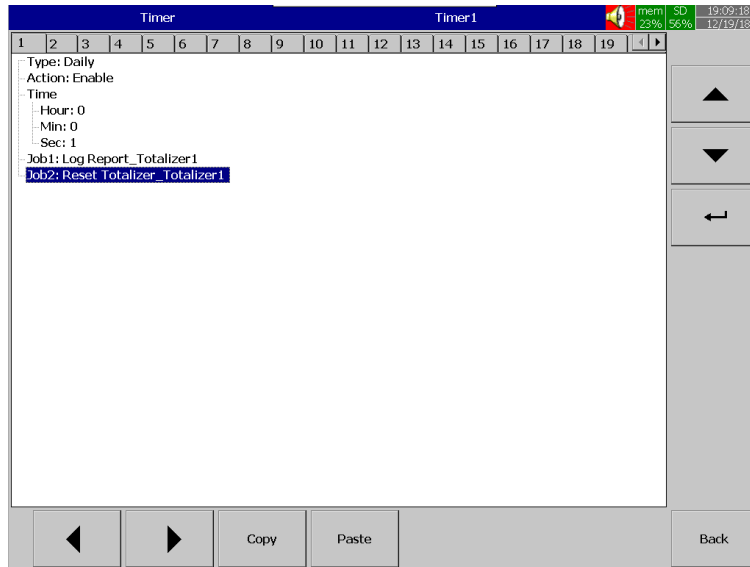 Timer Timer1 mem 23% SD 56% 19:09:18 12/19/18
1 2 3 4 5 6 7 8 9 10 11 12 13 14 15 16 17 18 19
Type: Daily
Action: Enable
Time
Hour: 0
Min: 0
Sec: 1
Job1: Log Report_Totalizer1
Job2: Reset Totalizer_Totalizer1
Copy Paste Back